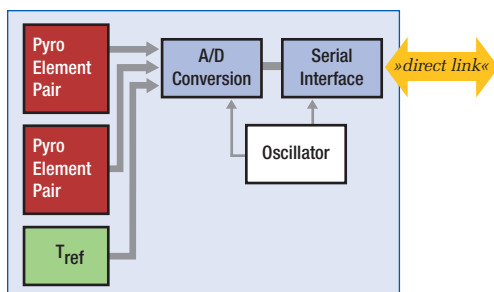 Pyro
Element
Pair
A/D
Conversion
Serial
Interface
»direct link«
Pyro
Element
Pair
Oscillator
Tref